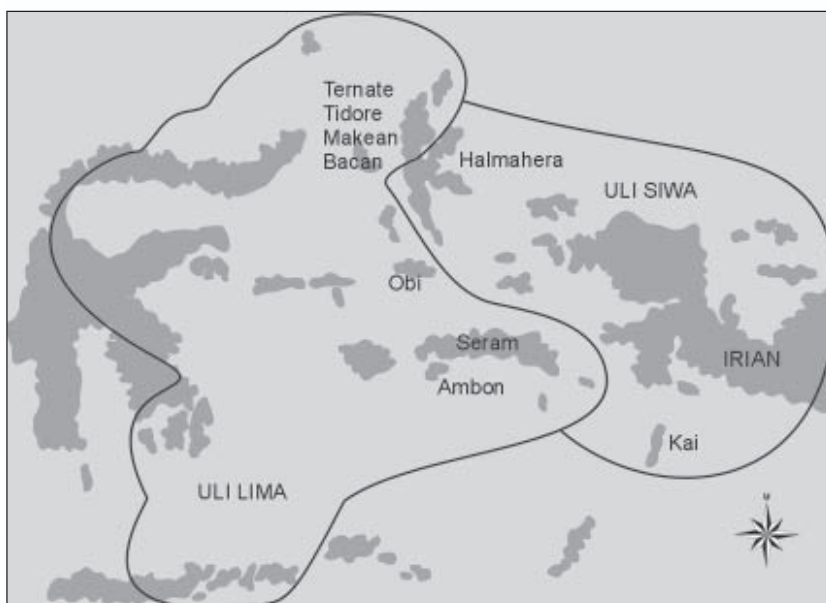 Ternate
Tidore
Makean
Bacan
Halmahera
ULI SIWA
Obi
Seram
IRIAN
Ambon
Kai
ULI LIMA
U